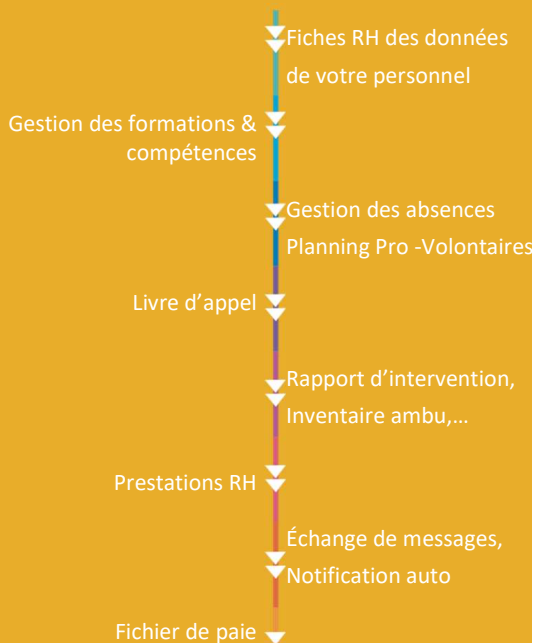 Fiches RH des données
de votre personnel
Gestion des formations &
compétences
Gestion des absences
Planning Pro -Volontaires
Livre d’appel
Rapport d’intervention,
Inventaire ambu,…
Prestations RH
Échange de messages,
Notification auto
Fichier de paie